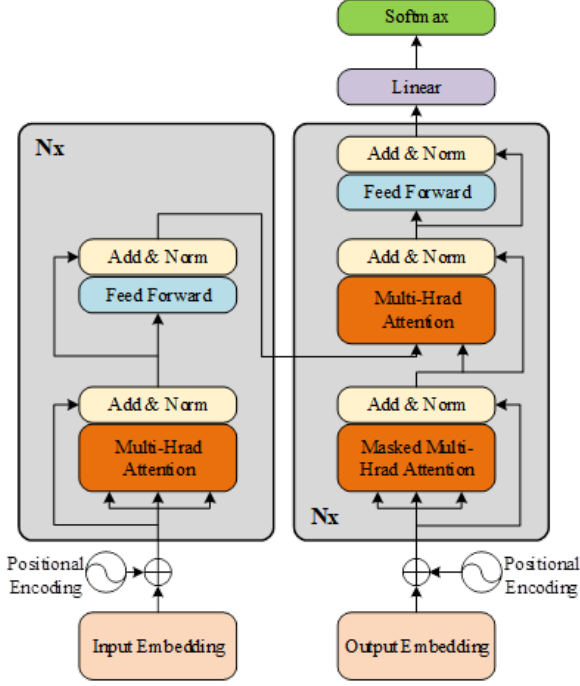 Softmax
Linear
Nx
Add & Norm
Feed Forward
Add & Norm
Multi-Hrad
Attention
Add & Norm
Masked Multi-
Hrad Attention
Nx
Add & Norm
Feed Forward
Add & Norm
Multi-Hrad
Attention
Positional
Encoding
Positional
Encoding
Input Embedding
Output Embedding